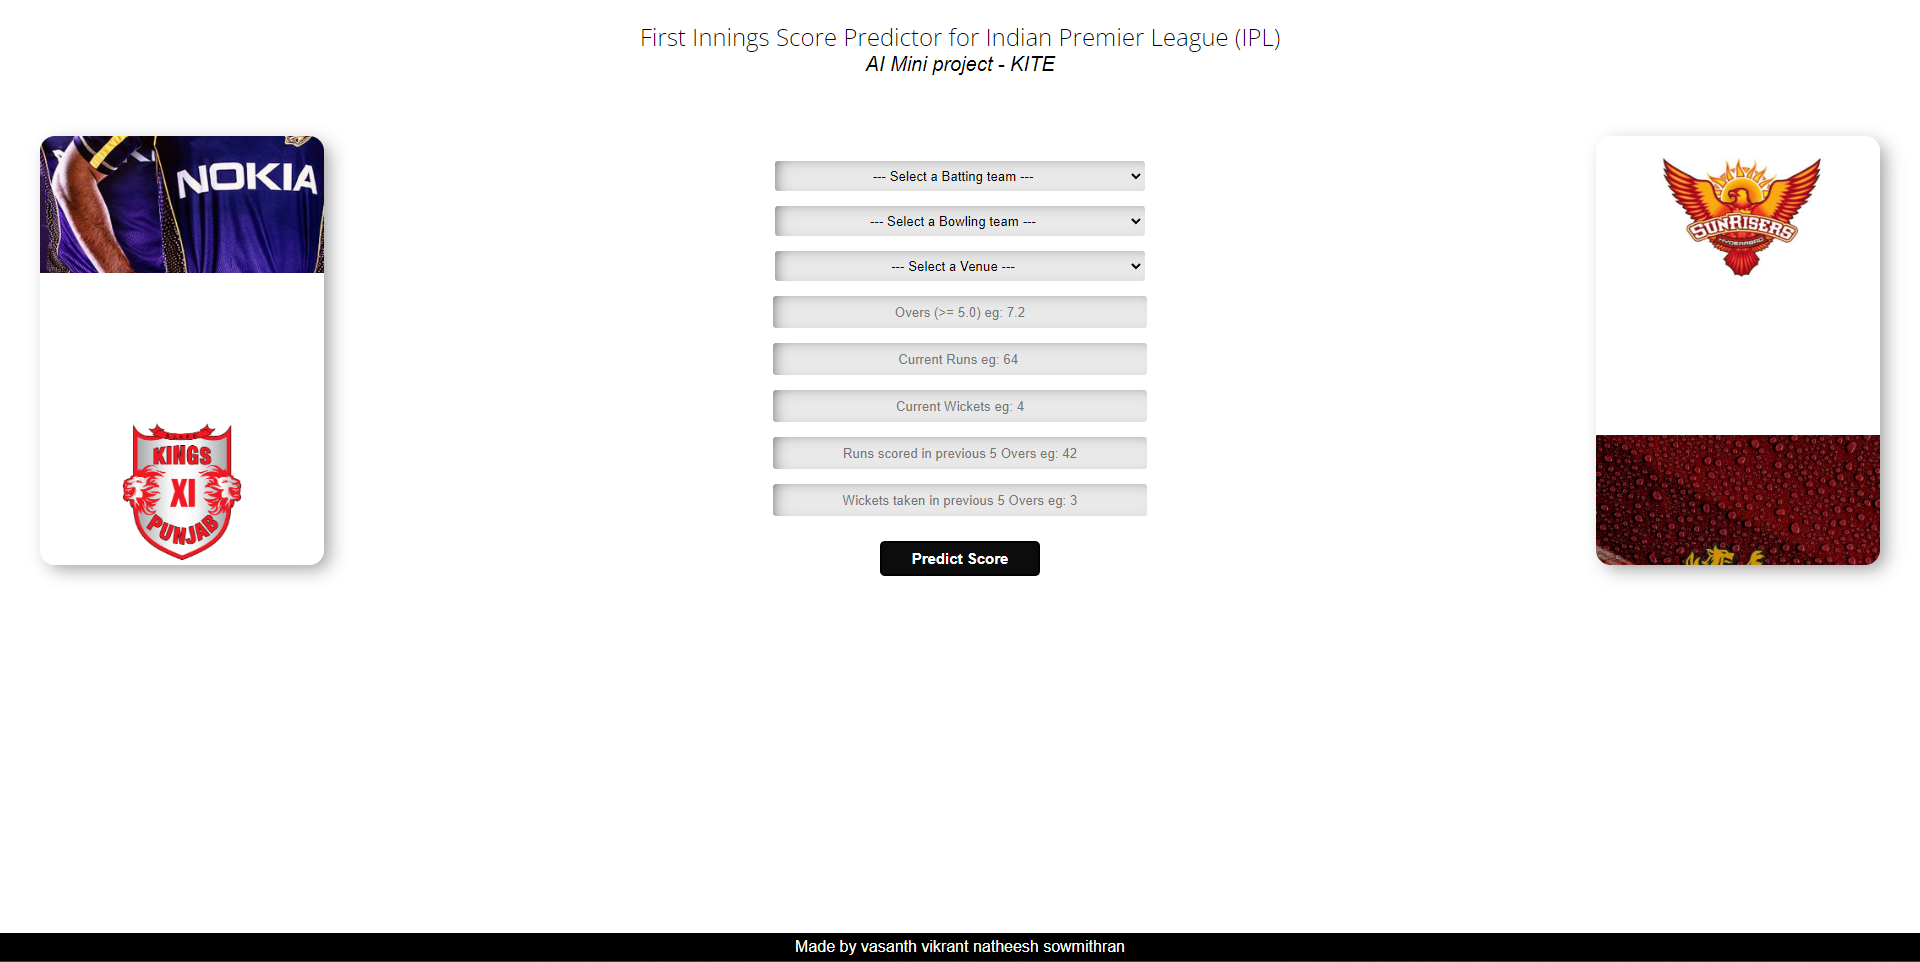 First Innings Score Predictor for Indian Premier League (IPL)
AI Mini project - KITE
NOKIA
KINGS
XI
PUNJAB
--- Select a Batting team ---
--- Select a Bowling team ---
--- Select a Venue ---
Overs (>= 5.0) eg: 7.2
Current Runs eg: 64
Current Wickets eg: 4
Runs scored in previous 5 Overs eg: 42
Wickets taken in previous 5 Overs eg: 3
Predict Score
SUNRISERS
HYDERABAD
Made by vasanth vikrant natheesh sowmithran